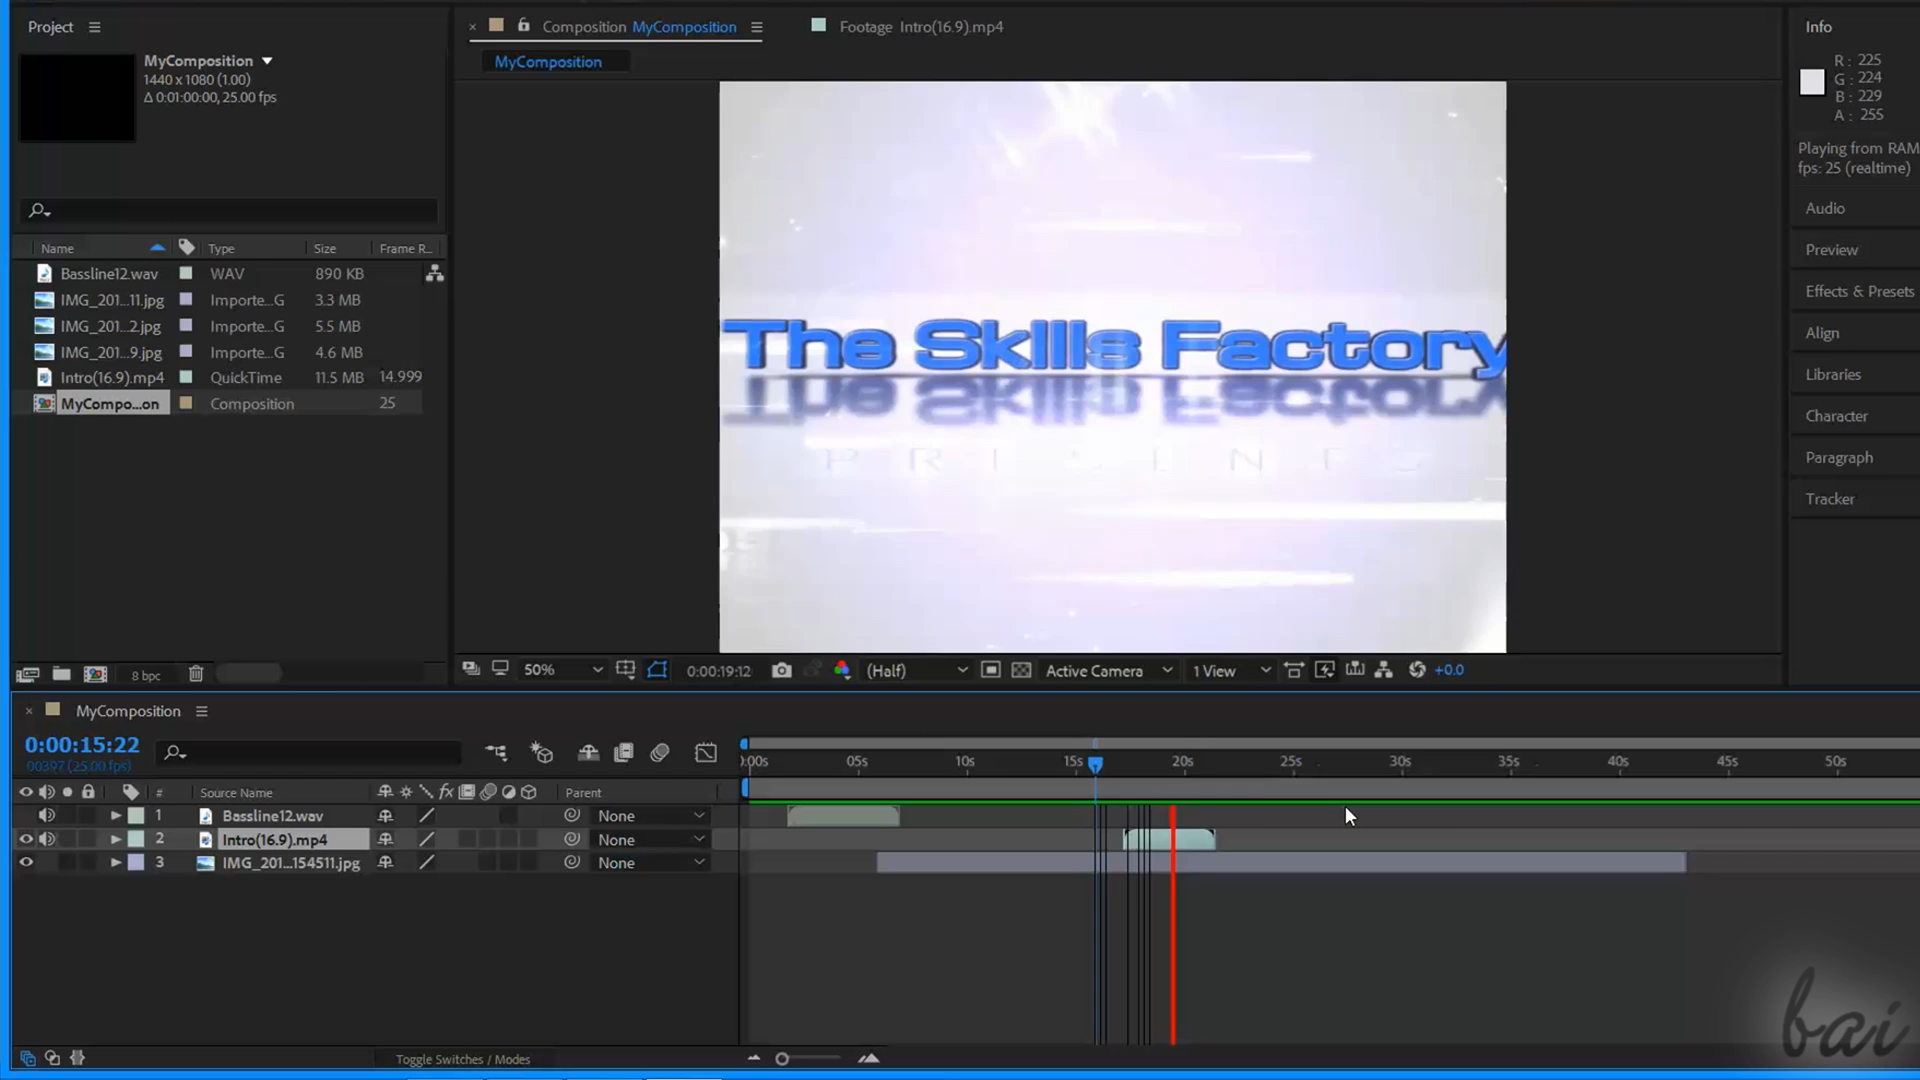 Project
MyComposition
1440 x 1080 (1.00)
Δ 0:01:00:00, 25.00 fps
Name Type Size Frame R...
Bassline12.wav WAV 890 KB
IMG_201...11.jpg Importe...G 3.3 MB
IMG_201...2.jpg Importe...G 5.5 MB
IMG_201...9.jpg Importe...G 4.6 MB
Intro(16.9).mp4 QuickTime 11.5 MB 14.999
MyCompo...on Composition 25
8 bpc
× Composition MyComposition
Footage Intro(16.9).mp4
MyComposition
The Skills Factory
PRESENTS
50% 0:00:19:12 (Half) Active Camera 1 View +0.0
Info
R : 225
G : 224
B : 229
A : 255
Playing from RAM
fps: 25 (realtime)
Audio
Preview
Effects & Presets
Align
Libraries
Character
Paragraph
Tracker
× MyComposition
0:00:15:22
00397 (25.00 fps)
):00s 05s 10s 15s 20s 25s 30s 35s 40s 45s 50s
# Source Name fx Parent
1 Bassline12.wav None
2 Intro(16.9).mp4 None
3 IMG_201...154511.jpg None
Toggle Switches / Modes
bai